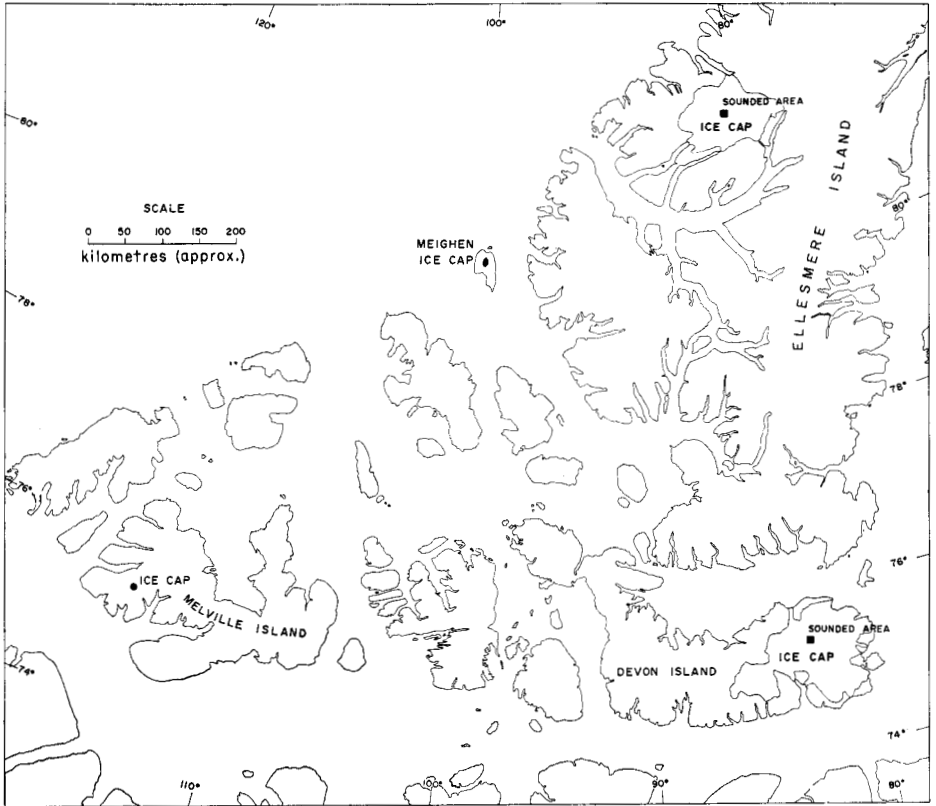 120°
100°
80°
SOUNDED AREA
ICE CAP
80°
ELLESMERE ISLAND
80°
SCALE
0 50 100 150 200
kilometres (approx.)
MEIGHEN
ICE CAP
78°
78°
76°
76°
ICE CAP
MELVILLE ISLAND
SOUNDED AREA
ICE CAP
DEVON ISLAND
74°
74°
110°
100°
90°
80°